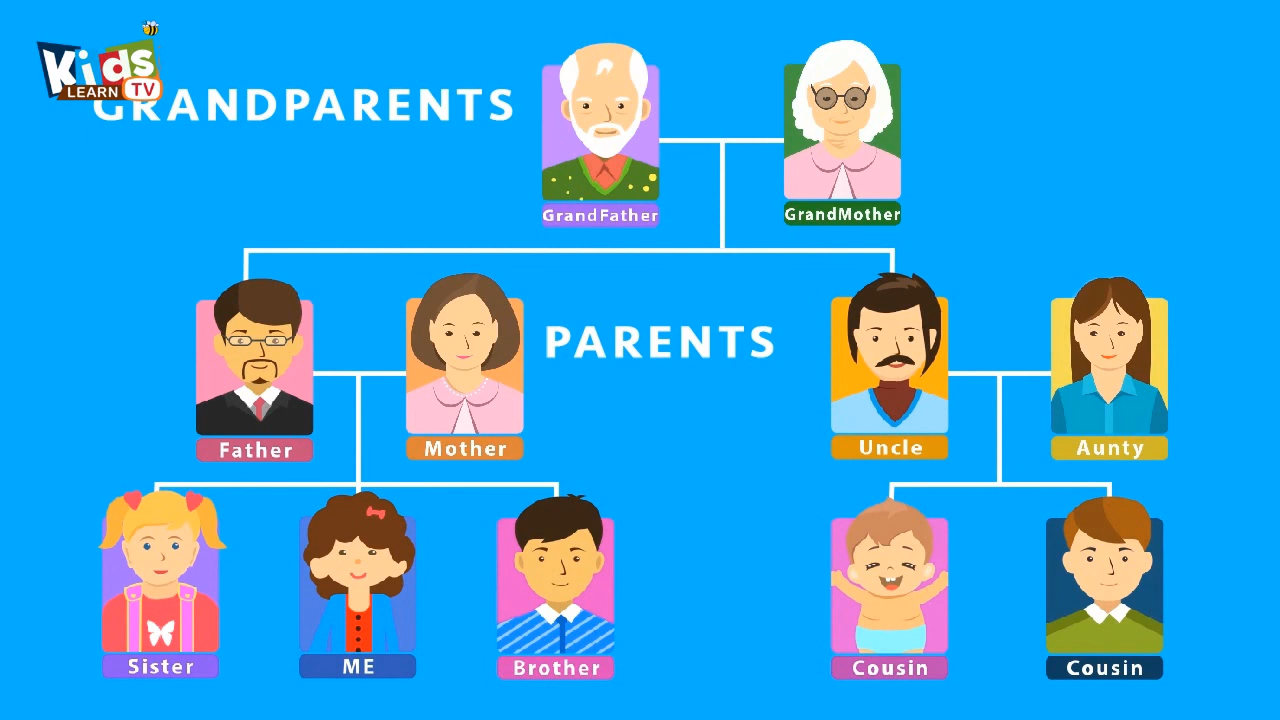 Kids
LEARN TV
GRANDPARENTS
GrandFather
GrandMother
PARENTS
Father
Mother
Uncle
Aunty
Sister
ME
Brother
Cousin
Cousin